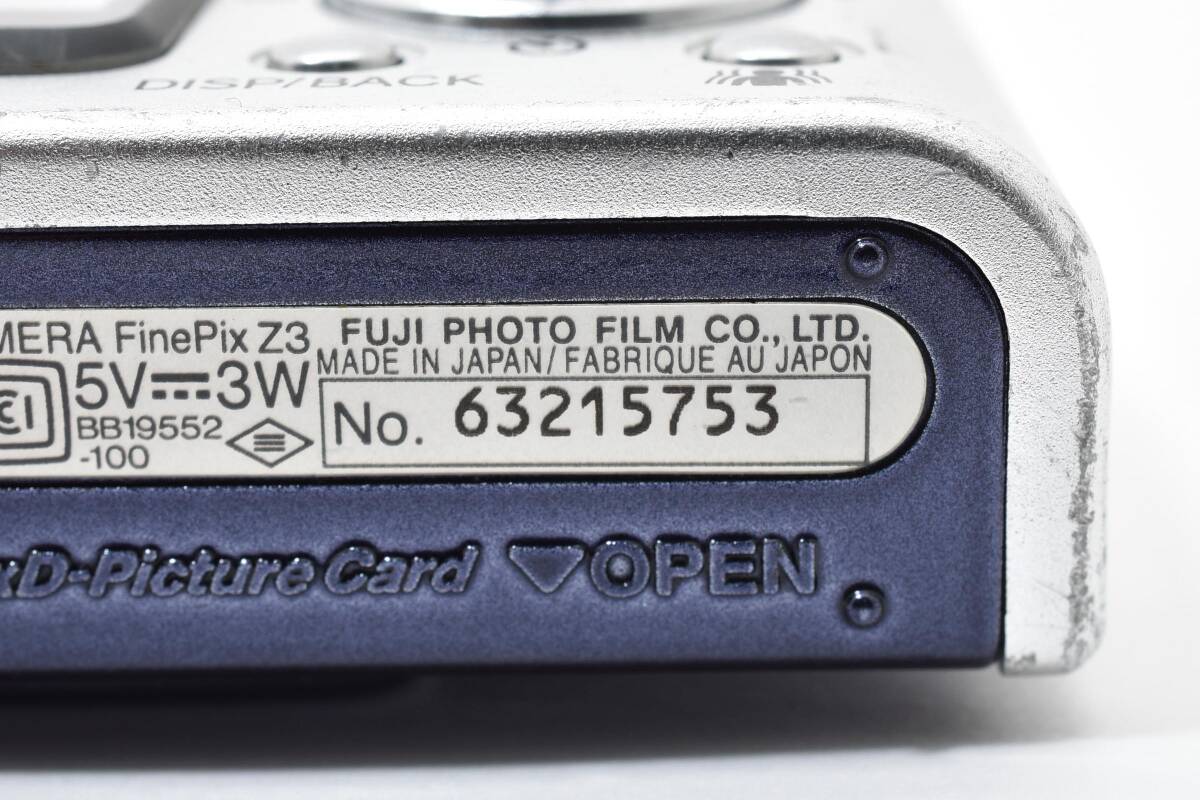 DISP/BACK
MERA FinePix Z3
5V⎓3W
BB19552
-100
FUJI PHOTO FILM CO., LTD.
MADE IN JAPAN/FABRIQUE AU JAPON
No. 63215753
xD-Picture Card ▼OPEN